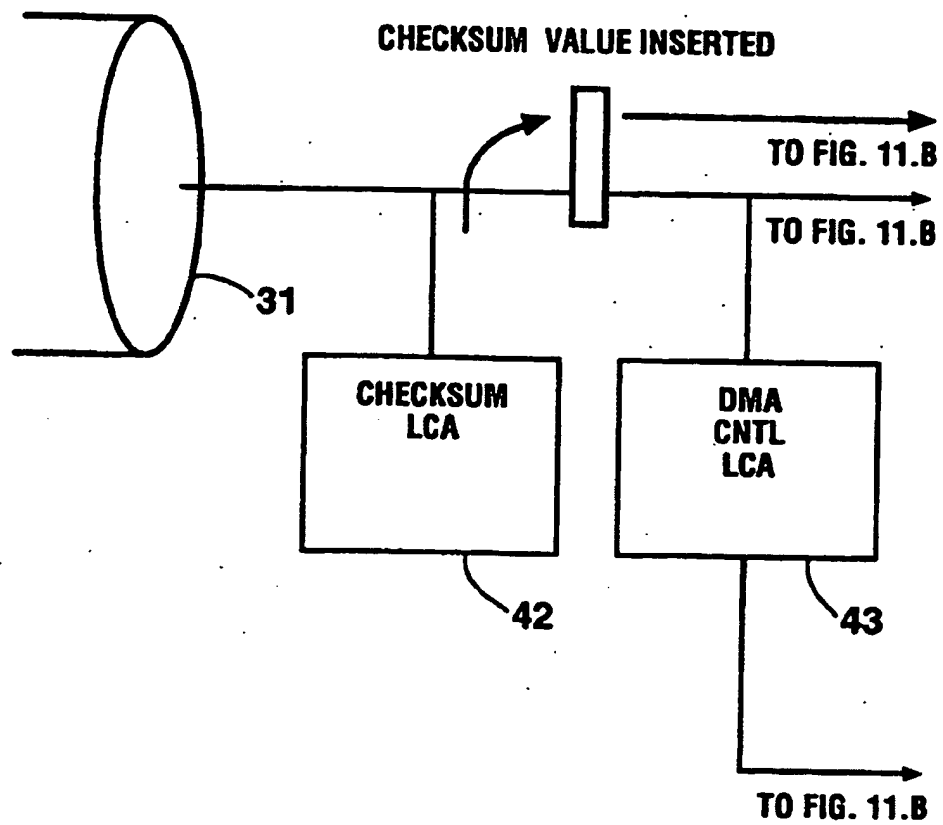 CHECKSUM VALUE INSERTED
TO FIG. 11.B
TO FIG. 11.B
31
CHECKSUM
LCA
DMA
CNTL
LCA
42
43
TO FIG. 11.B